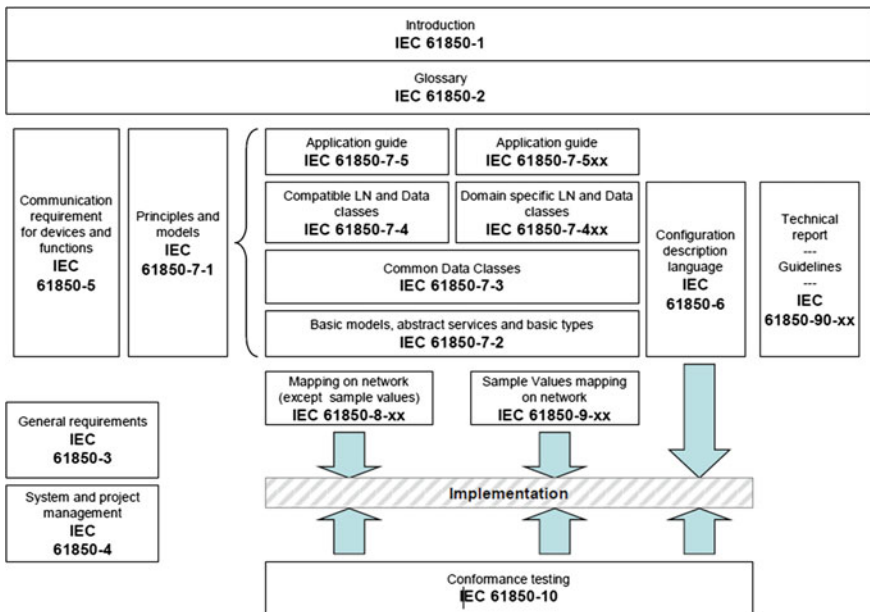 Introduction
IEC 61850-1
Glossary
IEC 61850-2
Communication
requirement
for devices and
functions
IEC
61850-5
Principles and
models
IEC
61850-7-1
Application guide
IEC 61850-7-5
Application guide
IEC 61850-7-5xx
Compatible LN and Data
classes
IEC 61850-7-4
Domain specific LN and Data
classes
IEC 61850-7-4xx
Common Data Classes
IEC 61850-7-3
Basic models, abstract services and basic types
IEC 61850-7-2
Configuration
description
language
IEC
61850-6
Technical
report
---
Guidelines
---
IEC
61850-90-xx
Mapping on network
(except sample values)
IEC 61850-8-xx
Sample Values mapping
on network
IEC 61850-9-xx
General requirements
IEC
61850-3
System and project
management
IEC
61850-4
Implementation
Conformance testing
IEC 61850-10